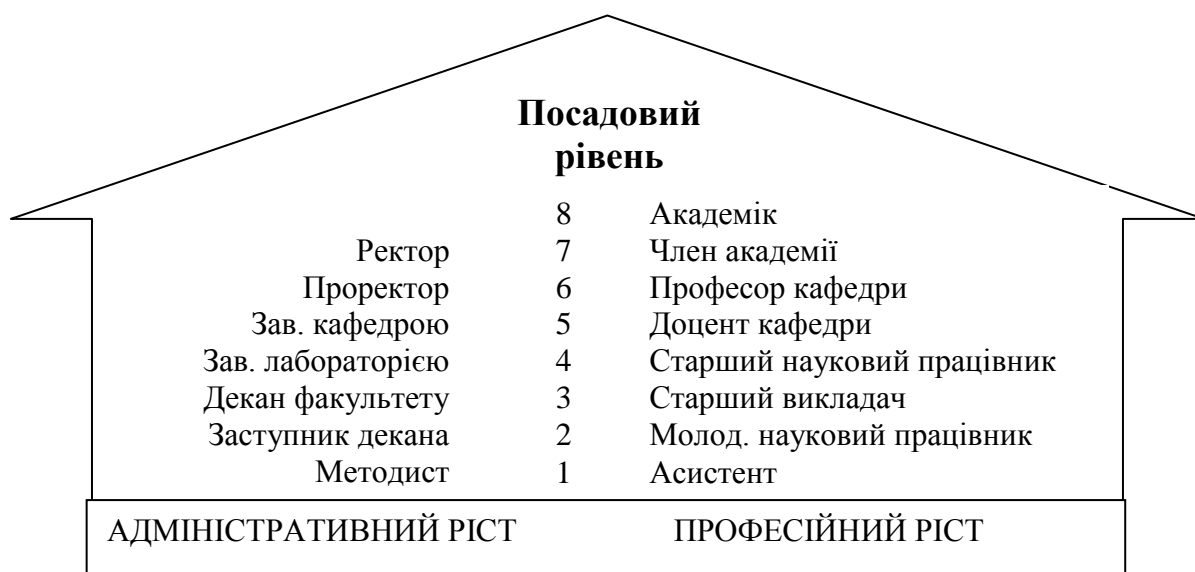 Посадовий
рівень
8 Академік
Ректор 7 Член академії
Проректор 6 Професор кафедри
Зав. кафедрою 5 Доцент кафедри
Зав. лабораторією 4 Старший науковий працівник
Декан факультету 3 Старший викладач
Заступник декана 2 Молод. науковий працівник
Методист 1 Асистент
АДМІНІСТРАТИВНИЙ РІСТ ПРОФЕСІЙНИЙ РІСТ